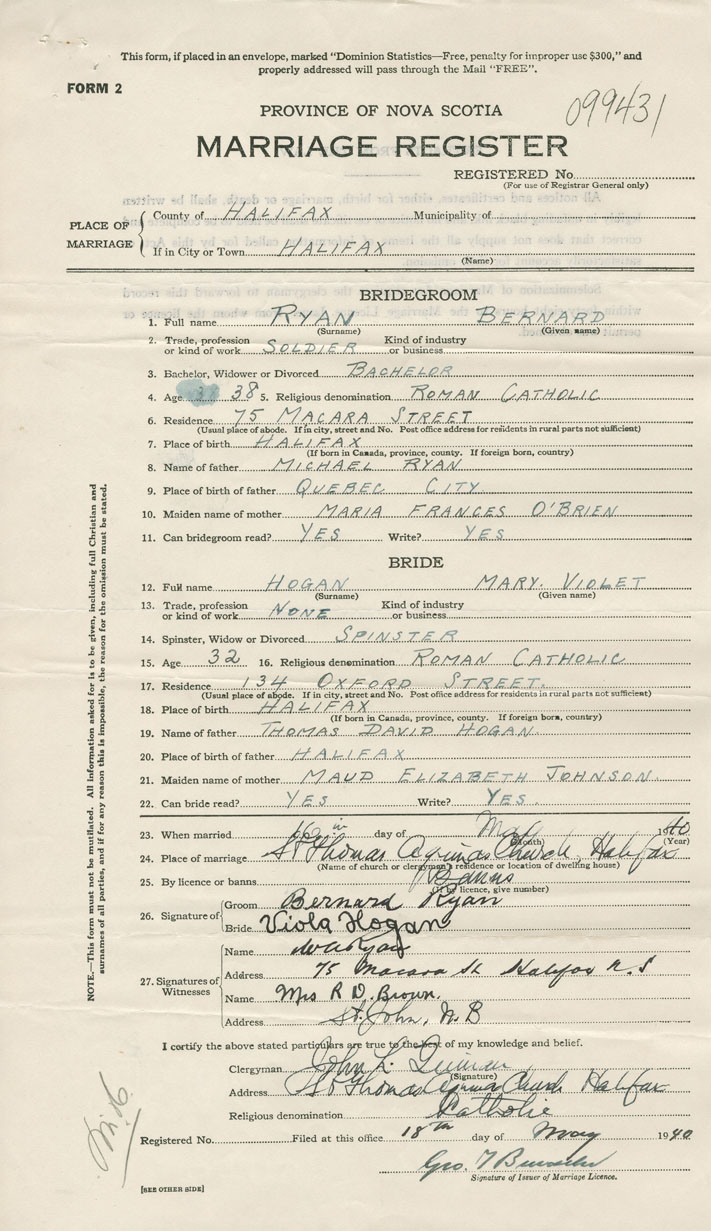 This form, if placed in an envelope, marked "Dominion Statistics—Free, penalty for improper use $300," and
properly addressed will pass through the Mail "FREE".
FORM 2
099431
PROVINCE OF NOVA SCOTIA
MARRIAGE REGISTER
REGISTERED No.
(For use of Registrar General only)
PLACE OF MARRIAGE
County of HALIFAX Municipality of
If in City or Town HALIFAX
(Name)
BRIDEGROOM
1. Full name RYAN BERNARD
(Surname) (Given name)
2. Trade, profession or kind of work SOLDIER Kind of industry or business
3. Bachelor, Widower or Divorced BACHELOR
4. Age 38 5. Religious denomination ROMAN CATHOLIC
6. Residence 75 MACARA STREET
(Usual place of abode. If in city, street and No. Post office address for residents in rural parts not sufficient)
7. Place of birth HALIFAX
(If born in Canada, province, county. If foreign born, country)
8. Name of father MICHAEL RYAN
9. Place of birth of father QUEBEC CITY
10. Maiden name of mother MARIA FRANCES O'BRIEN
11. Can bridegroom read? YES Write? YES
BRIDE
12. Full name HOGAN MARY VIOLET
(Surname) (Given name)
13. Trade, profession or kind of work NONE Kind of industry or business
14. Spinster, Widow or Divorced SPINSTER
15. Age 32 16. Religious denomination ROMAN CATHOLIC
17. Residence 134 OXFORD STREET.
(Usual place of abode. If in city, street and No. Post office address for residents in rural parts not sufficient)
18. Place of birth HALIFAX
(If born in Canada, province, county. If foreign born, country)
19. Name of father THOMAS DAVID HOGAN
20. Place of birth of father HALIFAX
21. Maiden name of mother MAUD ELIZABETH JOHNSON
22. Can bride read? YES Write? YES.
23. When married day of May 1940
(Month) (Year)
24. Place of marriage St Thomas Aquinas Church, Halifax
(Name of church or clergyman's residence or location of dwelling house)
25. By licence or banns Banns
(If by licence, give number)
26. Signature of
Groom Bernard Ryan
Bride Viola Hogan
27. Signatures of Witnesses
Name Ryan
Address 75 Macara St Halifax N.S
Name Mrs R D. Brown.
Address St. John, N.B
I certify the above stated particulars are true to the best of my knowledge and belief.
Clergyman John L.
(Signature)
Address St Thomas Aquinas Church Halifax
Religious denomination Catholic
Registered No. Filed at this office 18th day of May 1940
Geo. T
Signature of Issuer of Marriage Licence.
[SEE OTHER SIDE]
NOTE.—This form must not be mutilated. All information asked for is to be given, including full Christian and
surnames of all parties, and if for any reason this is impossible, the reason for the omission must be stated.